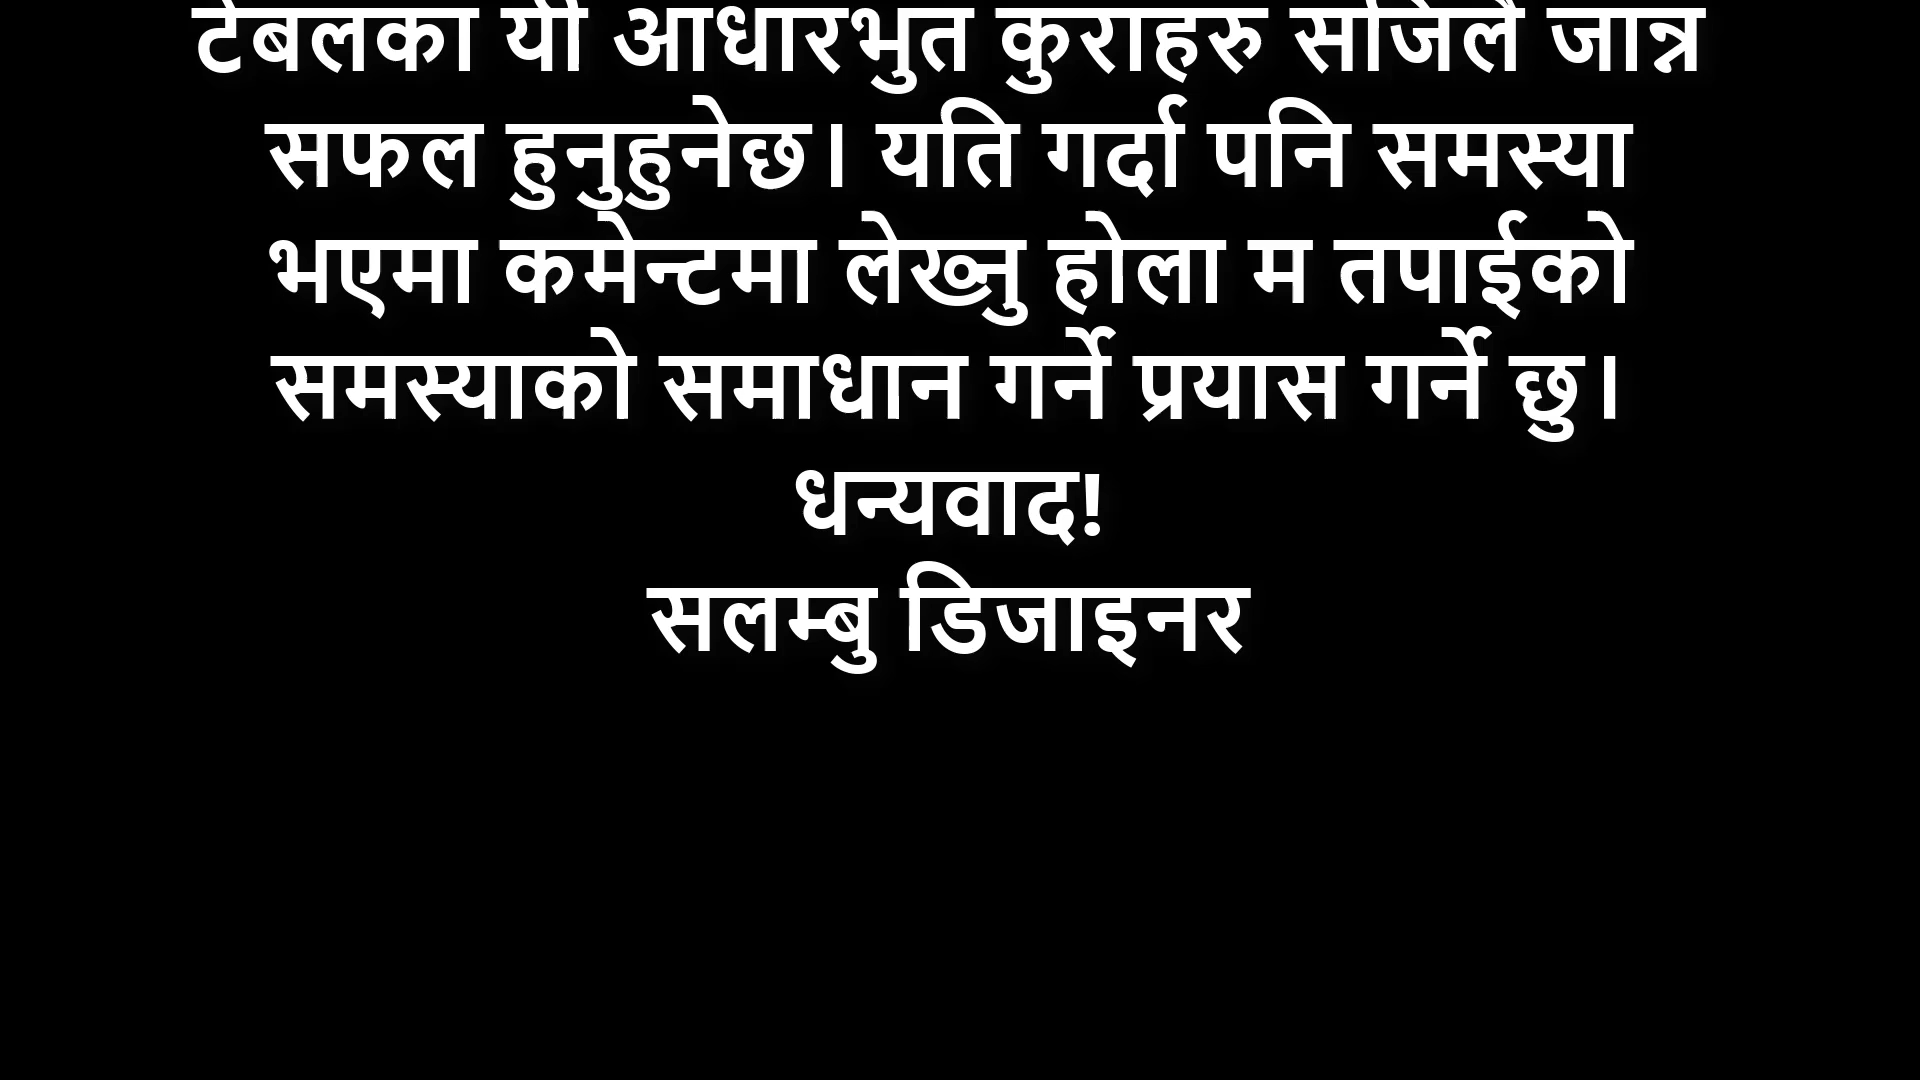 टेबलका यी आधारभुत कुराहरु सजिलै जान्न
सफल हुनुहुनेछ। यति गर्दा पनि समस्या
भएमा कमेन्टमा लेख्नु होला म तपाईको
समस्याको समाधान गर्ने प्रयास गर्ने छु।
धन्यवाद!
सलम्बु डिजाइनर